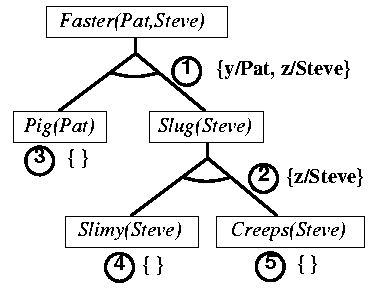 Faster(Pat,Steve)
1 {y/Pat, z/Steve}
Pig(Pat) Slug(Steve)
3 { } 2 {z/Steve}
Slimy(Steve) Creeps(Steve)
4 { } 5 { }